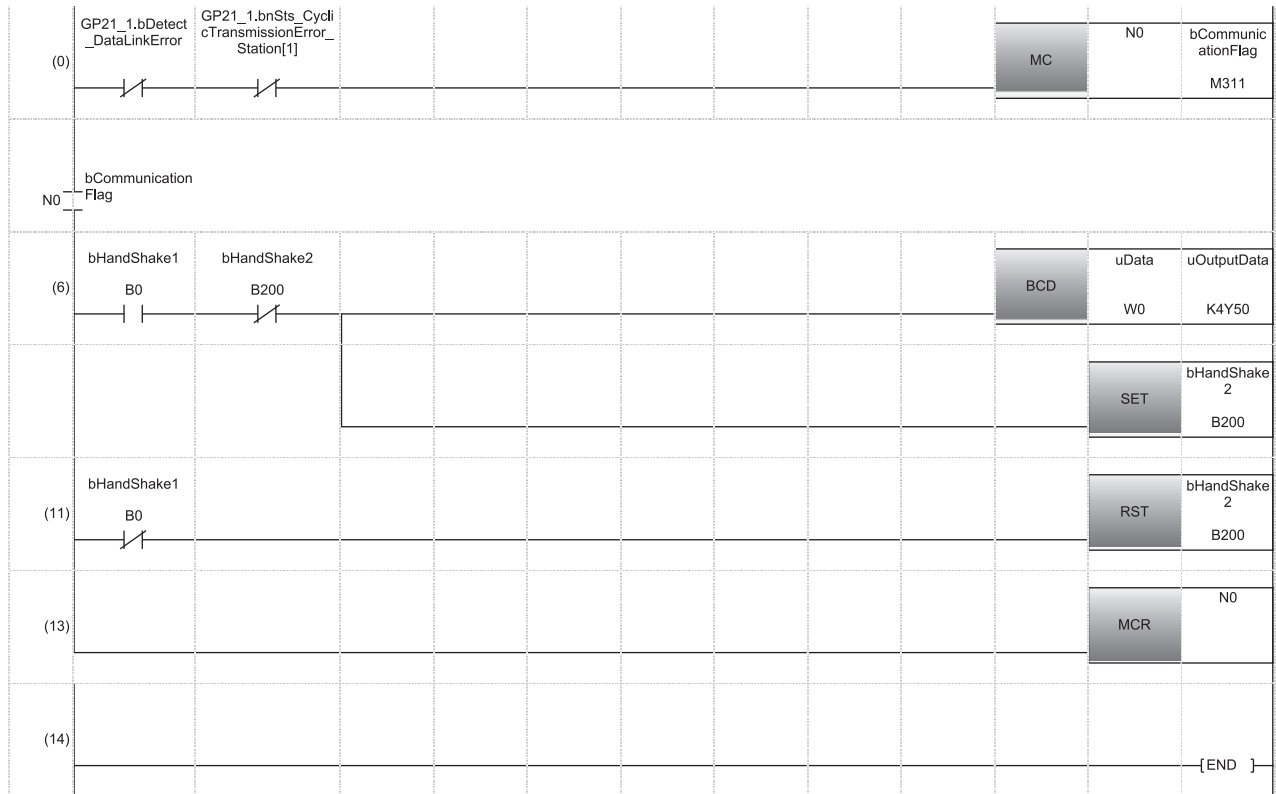 GP21_1.bDetect
_DataLinkError
GP21_1.bnSts_Cycli
cTransmissionError_
Station[1]
(0)
MC
N0
bCommunic
ationFlag
M311
N0
bCommunication
Flag
(6)
bHandShake1
B0
bHandShake2
B200
BCD
uData
W0
uOutputData
K4Y50
SET
bHandShake
2
B200
(11)
bHandShake1
B0
RST
bHandShake
2
B200
(13)
MCR
N0
(14)
[END ]